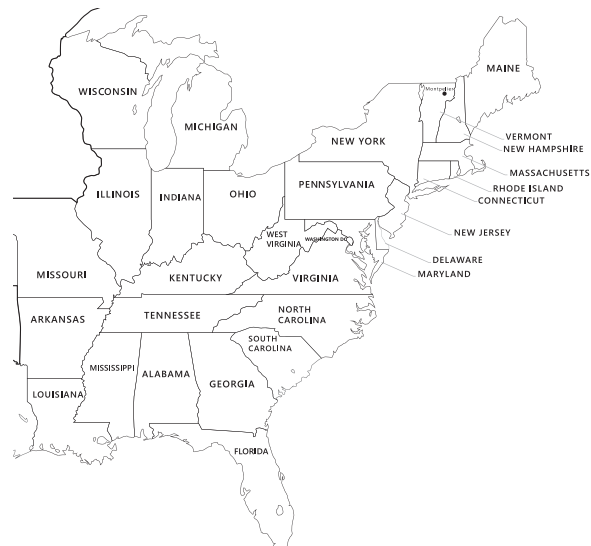 MAINE
WISCONSIN
Montpelier
MICHIGAN
NEW YORK
VERMONT
NEW HAMPSHIRE
MASSACHUSETTS
RHODE ISLAND
CONNECTICUT
PENNSYLVANIA
ILLINOIS
INDIANA
OHIO
NEW JERSEY
WEST
VIRGINIA
WASHINGTON DC
DELAWARE
MARYLAND
MISSOURI
KENTUCKY
VIRGINIA
ARKANSAS
TENNESSEE
NORTH
CAROLINA
SOUTH
CAROLINA
MISSISSIPPI
ALABAMA
GEORGIA
LOUISIANA
FLORIDA